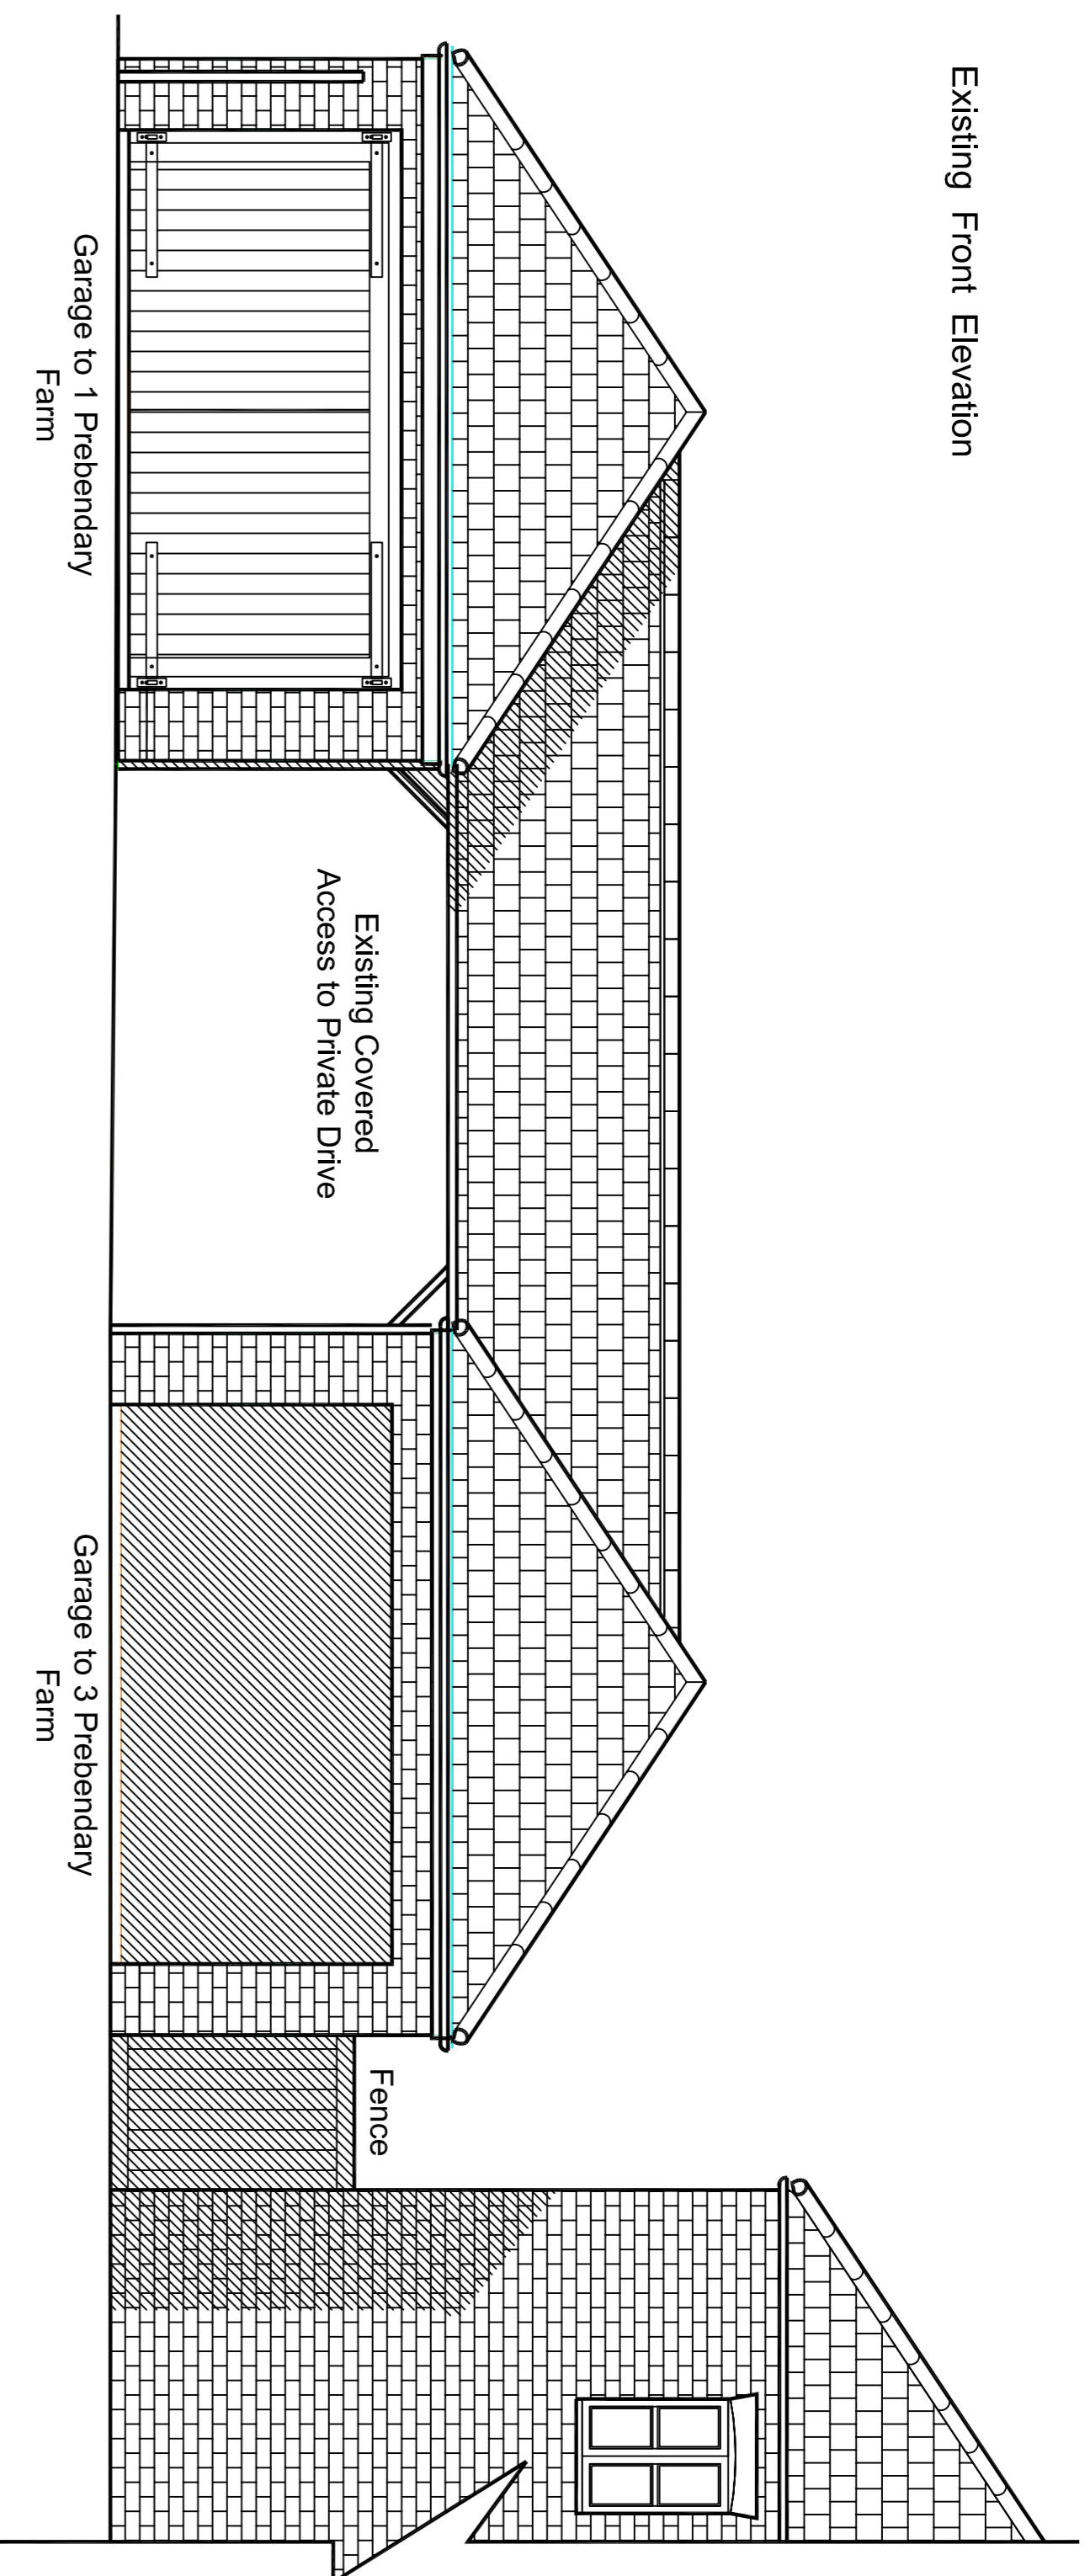 Existing Front Elevation
Existing Covered
Access to Private Drive
Fence
Garage to 1 Prebendary
Farm
Garage to 3 Prebendary
Farm